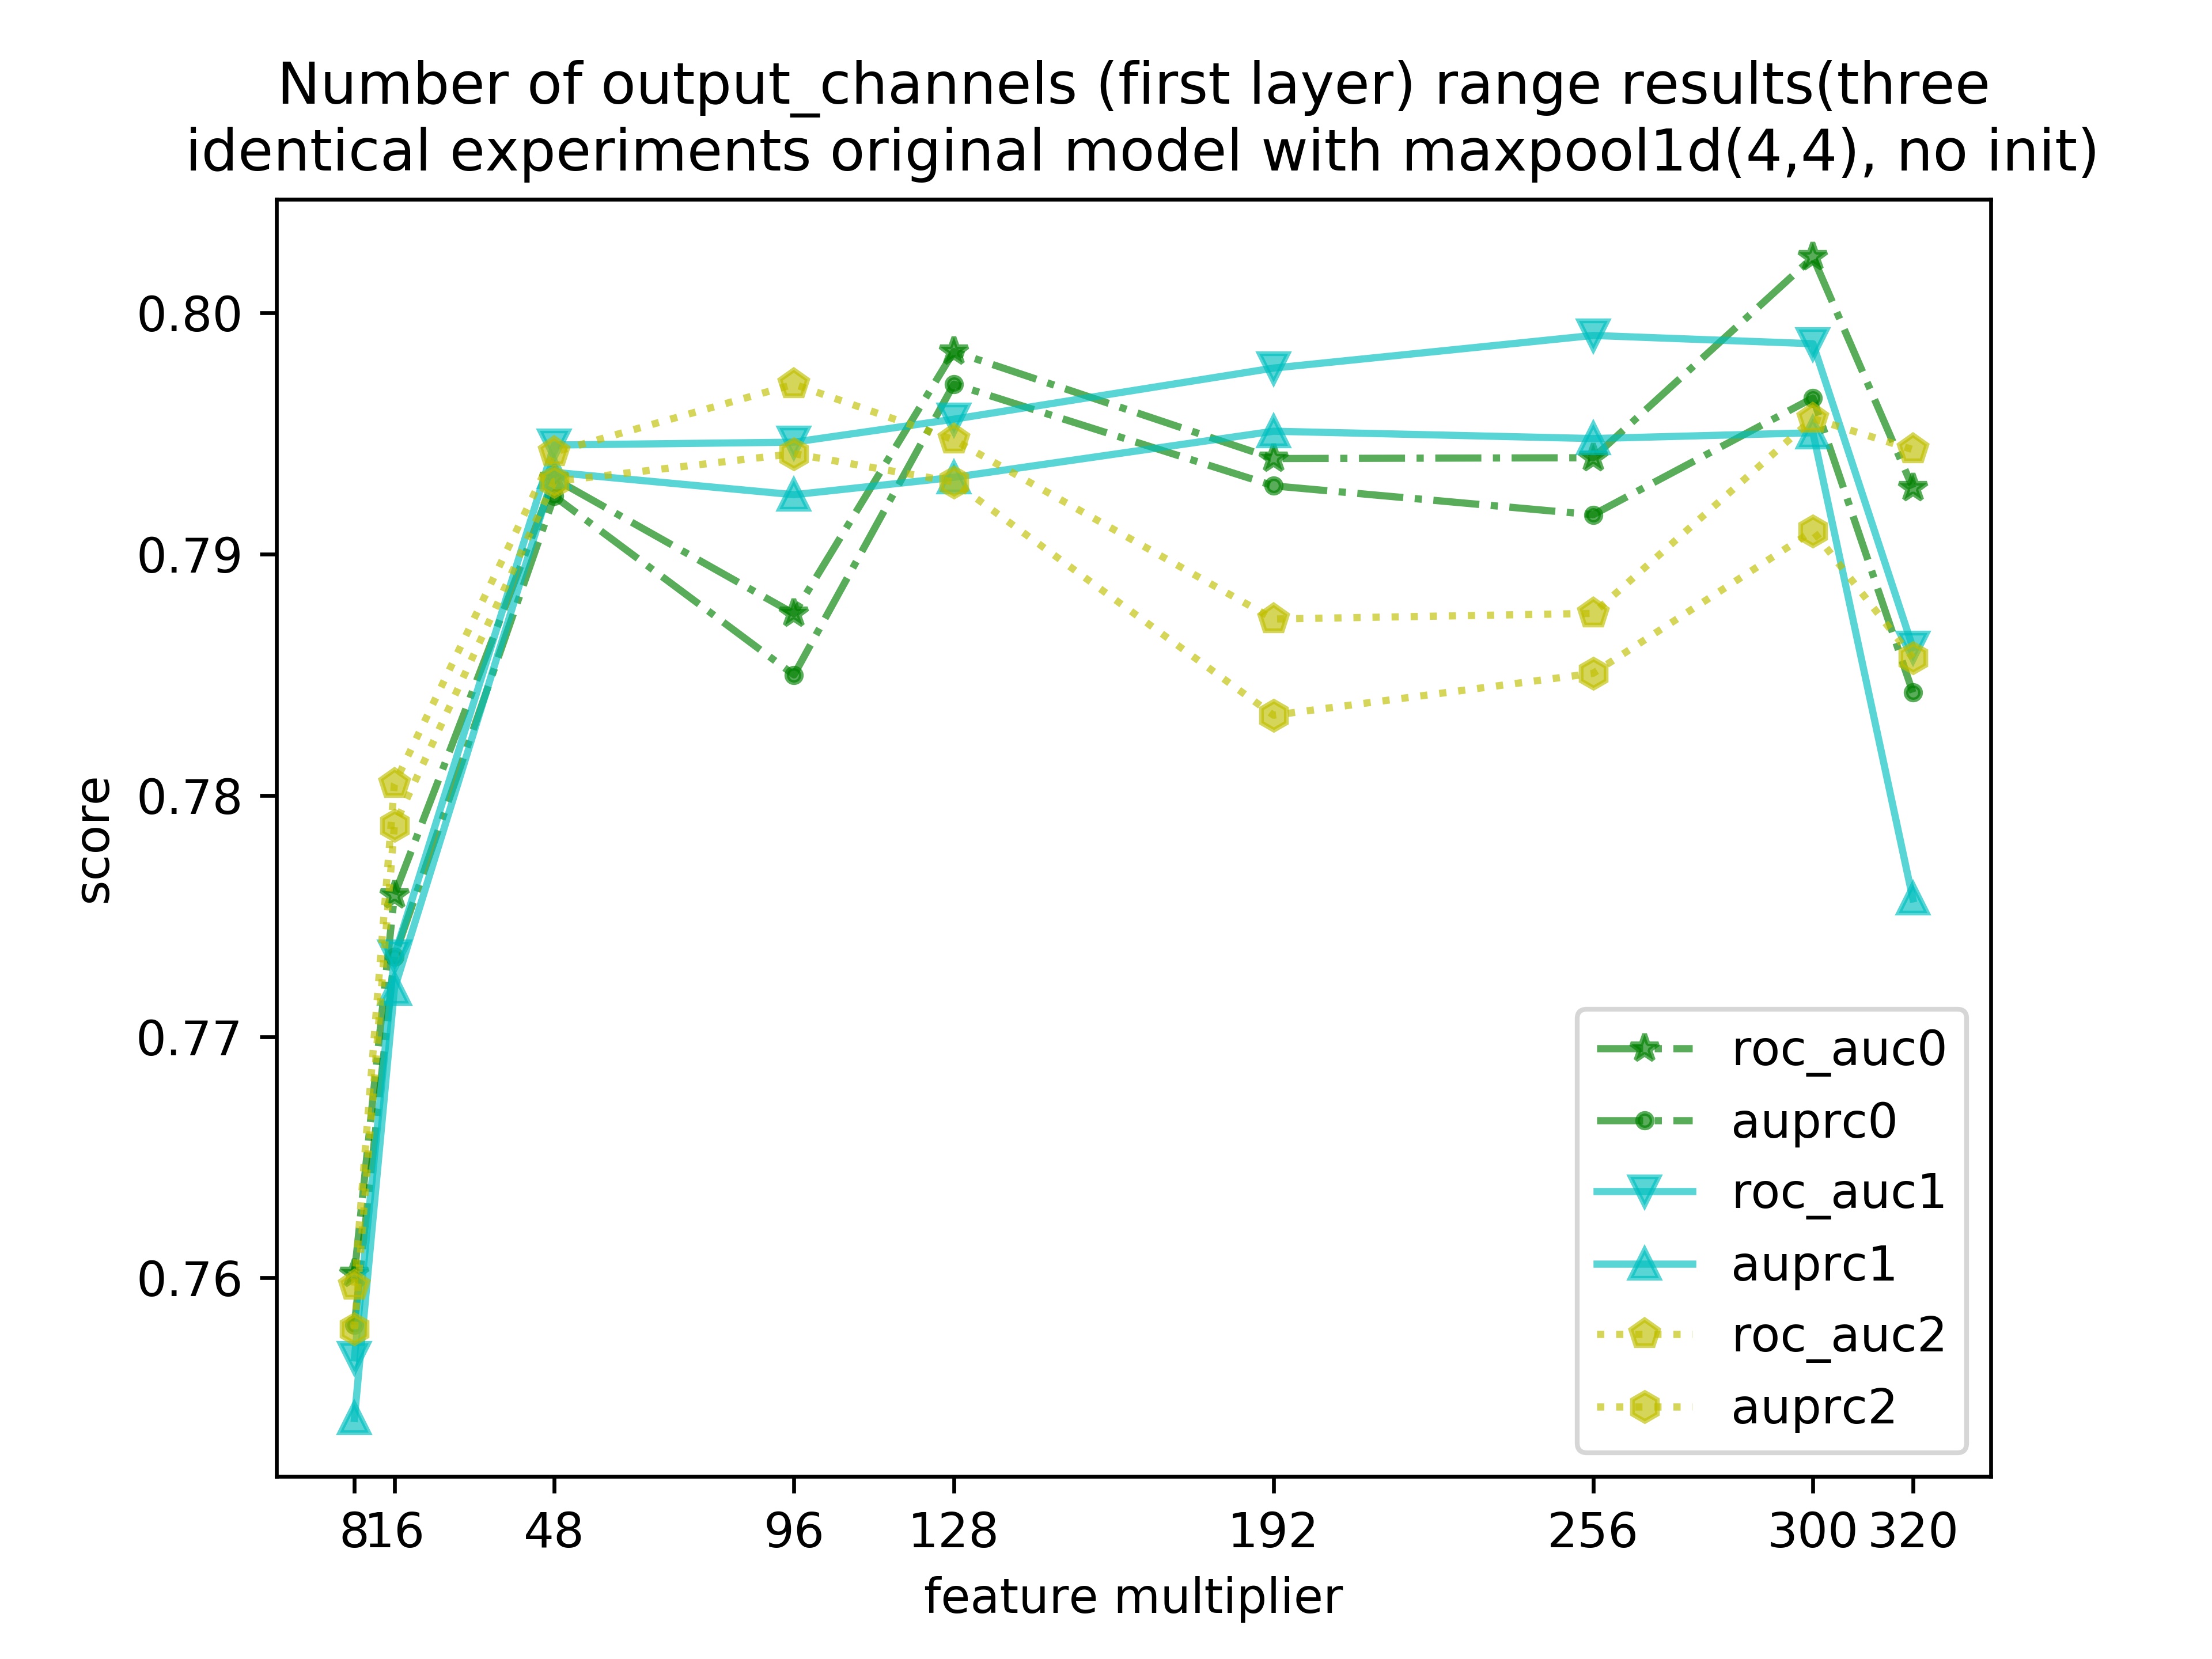 Number of output_channels (first layer) range results(three
identical experiments original model with maxpool1d(4,4), no init)
0.80
0.79
0.78
0.77
0.76
score
roc_auc0
auprc0
roc_auc1
auprc1
roc_auc2
auprc2
8 16 48 96 128 192 256 300 320
feature multiplier